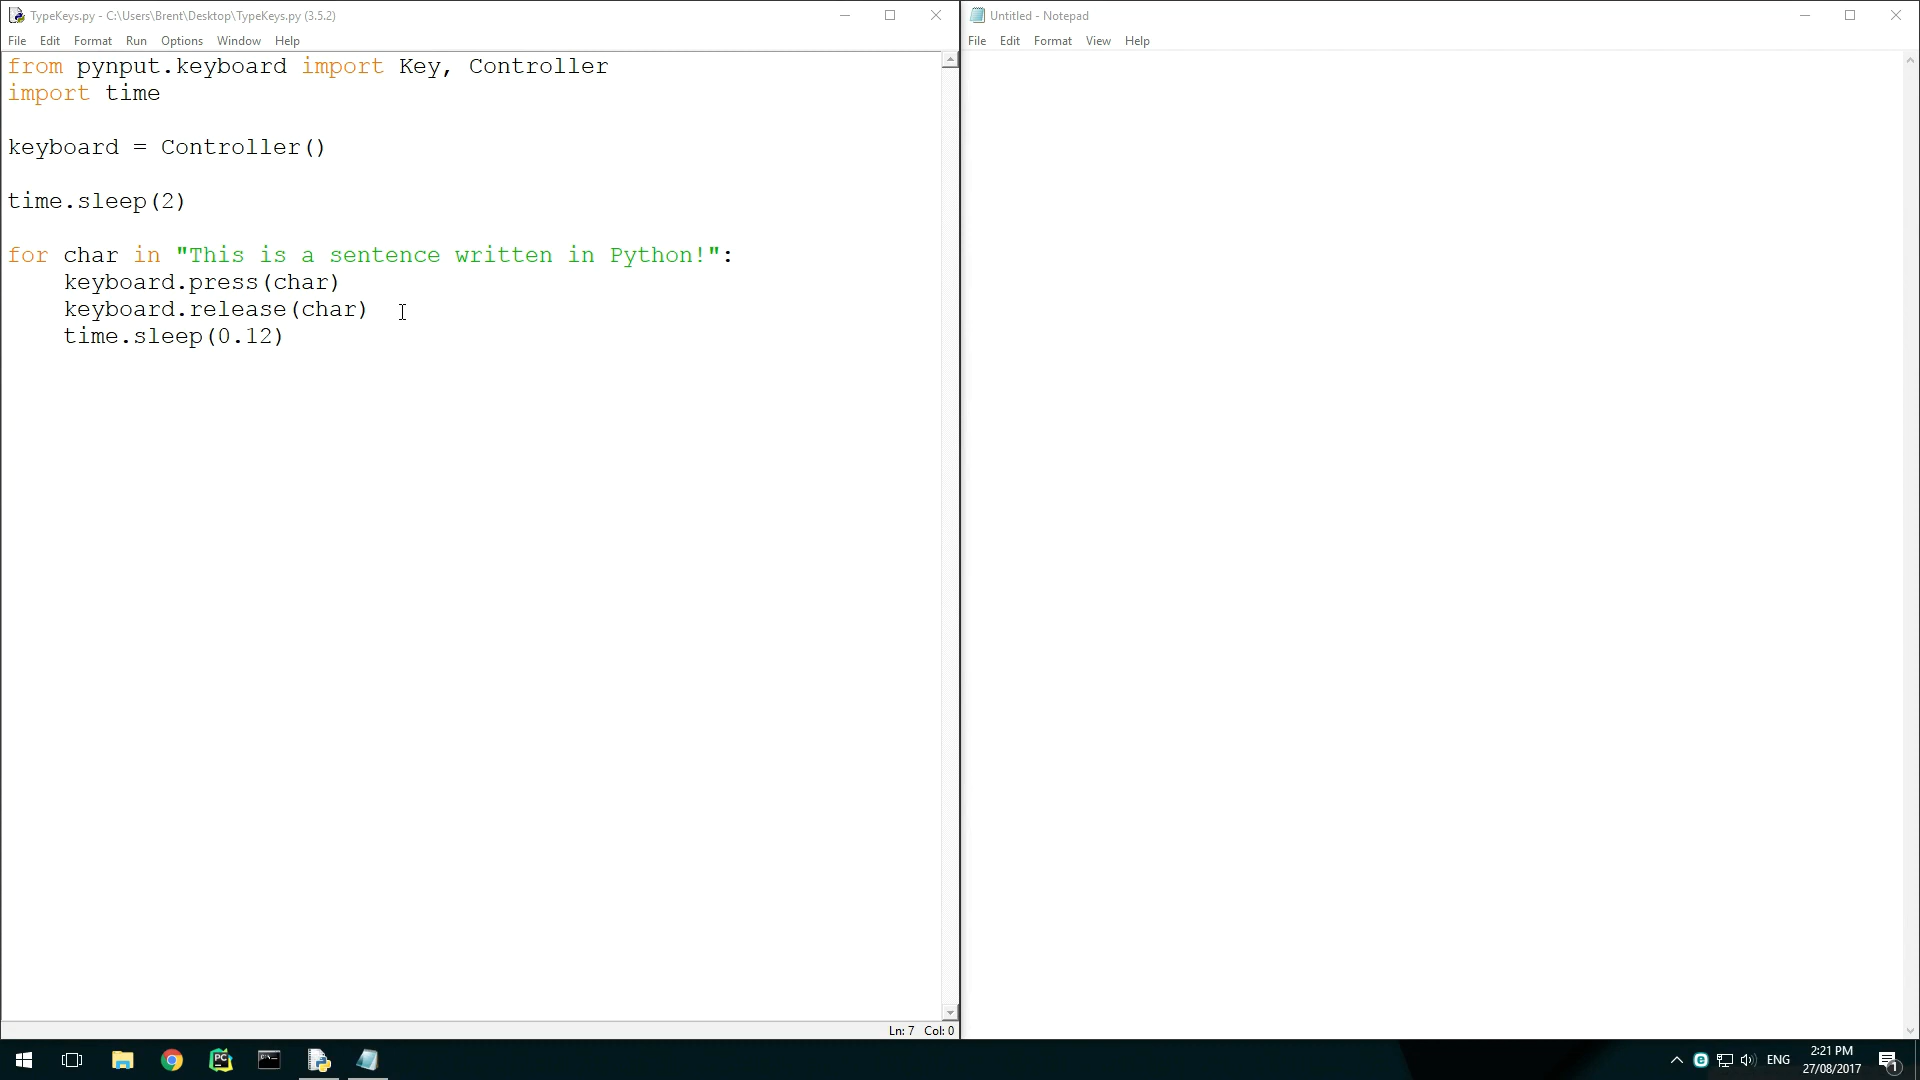 TypeKeys.py - C:\Users\Brent\Desktop\TypeKeys.py (3.5.2)
File Edit Format Run Options Window Help
from pynput.keyboard import Key, Controller
import time
keyboard = Controller()
time.sleep(2)
for char in "This is a sentence written in Python!":
    keyboard.press(char)
    keyboard.release(char)
    time.sleep(0.12)
Ln: 7 Col: 0
Untitled - Notepad
File Edit Format View Help
PC
ENG
2:21 PM
27/08/2017
1